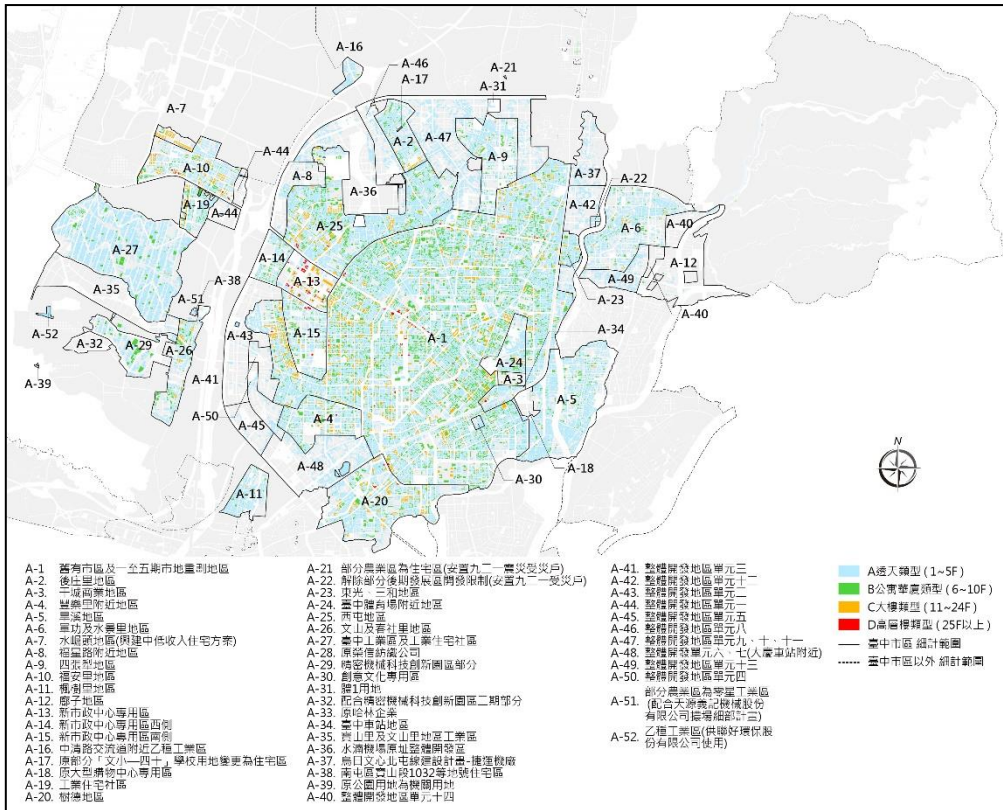 A-16
A-46
A-17
A-21
A-31
A-7
A-44
A-2
A-47
A-9
A-10
A-8
A-36
A-37
A-22
A-19
A-44
A-42
A-6
A-40
A-25
A-27
A-14
A-12
A-38
A-13
A-49
A-35
A-51
A-23
A-40
A-52
A-43
A-15
A-1
A-34
A-32
A-29
A-26
A-24
A-3
A-39
A-41
A-5
A-50
A-4
A-45
A-48
A-18
A-30
A-11
A-20
N
A-1 舊有市區及一至五期市地重劃地區
A-2. 後庄里地區
A-3. 干城商業地區
A-4. 豐樂里附近地區
A-5. 旱溪地區
A-6. 軍功及水景里地區
A-7. 水崛頭地區(興建中低收入住宅方案)
A-8. 福星路附近地區
A-9. 四張犁地區
A-10. 福安里地區
A-11. 楓樹里地區
A-12. 廍子地區
A-13. 新市政中心專用區
A-14. 新市政中心專用區西側
A-15. 新市政中心專用區南側
A-16. 中清路交流道附近乙種工業區
A-17. 原部分「文小—四十」學校用地變更為住宅區
A-18. 原大型購物中心專用區
A-19. 工業住宅社區
A-20. 樹德地區
A-21 部分農業區為住宅區(安置九二一震災受災戶)
A-22. 解除部分後期發展區開發限制(安置九二一受災戶)
A-23. 東光、三和地區
A-24. 臺中體育場附近地區
A-25. 西屯地區
A-26. 文山及春社里地區
A-27. 臺中工業區及工業住宅社區
A-28. 原榮信紡織公司
A-29. 精密機械科技創新園區部分
A-30. 創意文化專用區
A-31. 體1用地
A-32. 配合精密機械科技創新園區二期部分
A-33. 原哈林企業
A-34. 臺中車站地區
A-35. 寶山里及文山里地區工業區
A-36. 水湳機場原址整體開發區
A-37. 烏日文心北屯線建設計畫-捷運機廠
A-38. 南屯區寶山段1032等地號住宅區
A-39. 原公園用地為機關用地
A-40. 整體開發地區單元十四
A-41. 整體開發地區單元三
A-42. 整體開發地區單元十二
A-43. 整體開發地區單元二
A-44. 整體開發地區單元一
A-45. 整體開發地區單元五
A-46. 整體開發地區單元八
A-47. 整體開發地區單元九、十、十一
A-48. 整體開發單元六、七(大慶車站附近)
A-49. 整體開發地區單元十三
A-50. 整體開發地區單元四
A-51. 部分農業區為零星工業區
(配合天源義記機械股份
有限公司擴場細部計畫)
A-52. 乙種工業區(供聯好環保股
份有限公司使用)
A透天類型 (1~5F)
B公寓華廈類型 (6~10F)
C大樓類型 (11~24F)
D高層樓類型 (25F以上)
臺中市區 細計範圍
臺中市區以外 細計範圍